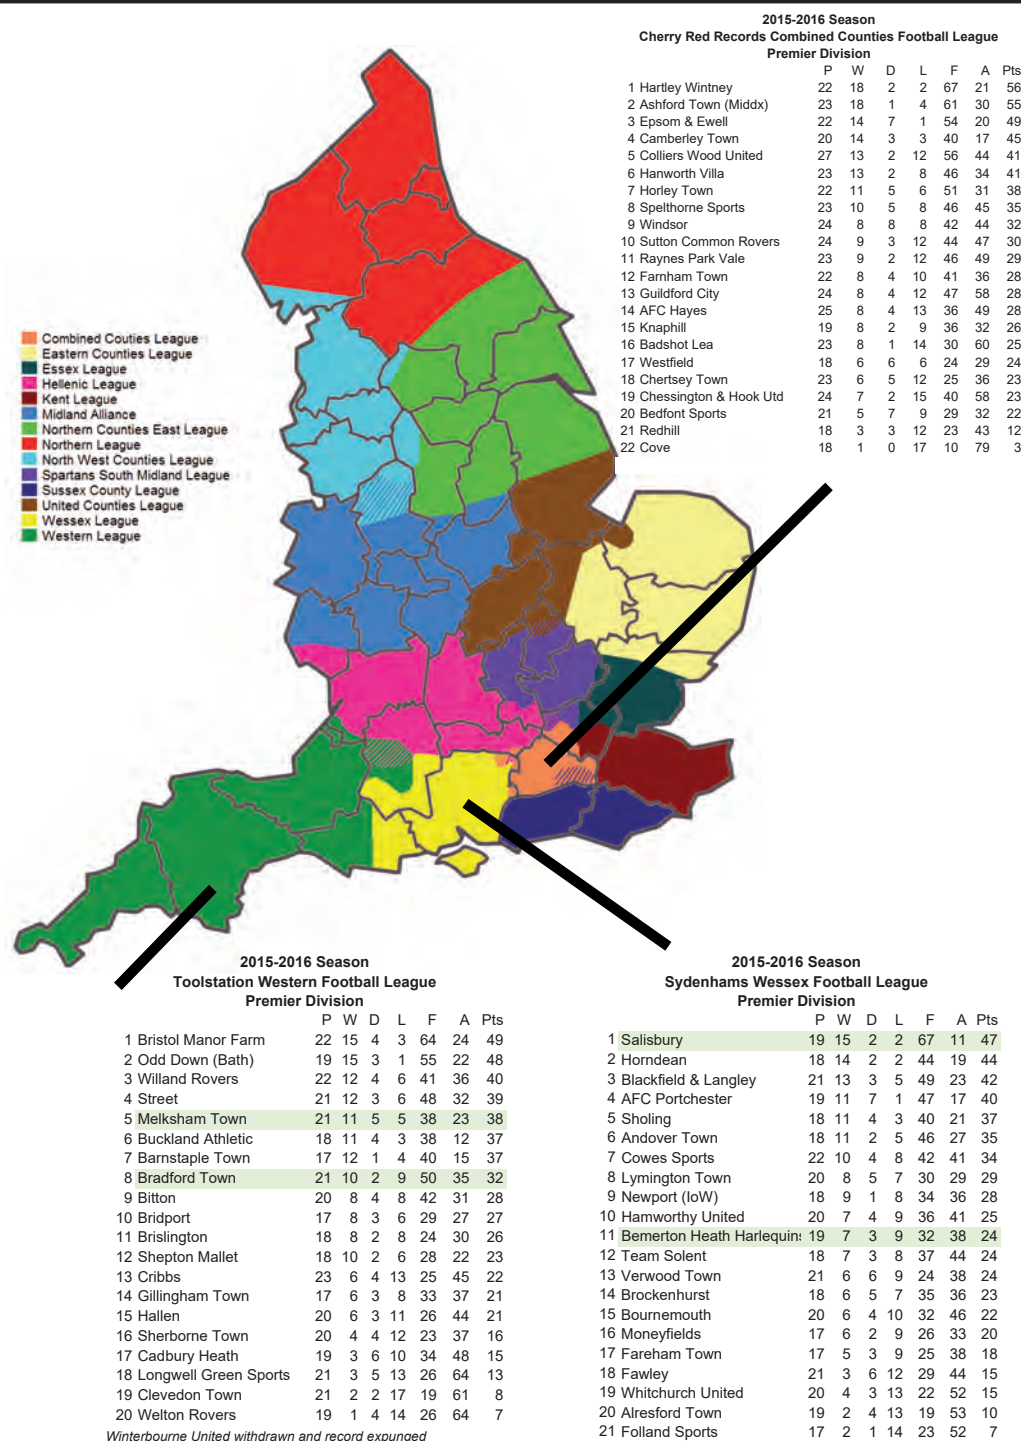 2015-2016 Season
Cherry Red Records Combined Counties Football League
Premier Division
P W D L F A Pts
1 Hartley Wintney 22 18 2 2 67 21 56
2 Ashford Town (Middx) 23 18 1 4 61 30 55
3 Epsom & Ewell 22 14 7 1 54 20 49
4 Camberley Town 20 14 3 3 40 17 45
5 Colliers Wood United 27 13 2 12 56 44 41
6 Hanworth Villa 23 13 2 8 46 34 41
7 Horley Town 22 11 5 6 51 31 38
8 Spelthorne Sports 23 10 5 8 46 45 35
9 Windsor 24 8 8 8 42 44 32
10 Sutton Common Rovers 24 9 3 12 44 47 30
11 Raynes Park Vale 23 9 2 12 46 49 29
12 Farnham Town 22 8 4 10 41 36 28
13 Guildford City 24 8 4 12 47 58 28
14 AFC Hayes 25 8 4 13 36 49 28
15 Knaphill 19 8 2 9 36 32 26
16 Badshot Lea 23 8 1 14 30 60 25
17 Westfield 18 6 6 6 24 29 24
18 Chertsey Town 23 6 5 12 25 36 23
19 Chessington & Hook Utd 24 7 2 15 40 58 23
20 Bedfont Sports 21 5 7 9 29 32 22
21 Redhill 18 3 3 12 23 43 12
22 Cove 18 1 0 17 10 79 3
Combined Couties League
Eastern Counties League
Essex League
Hellenic League
Kent League
Midland Alliance
Northern Counties East League
Northern League
North West Counties League
Spartans South Midland League
Sussex County League
United Counties League
Wessex League
Western League
2015-2016 Season
Toolstation Western Football League
Premier Division
P W D L F A Pts
1 Bristol Manor Farm 22 15 4 3 64 24 49
2 Odd Down (Bath) 19 15 3 1 55 22 48
3 Willand Rovers 22 12 4 6 41 36 40
4 Street 21 12 3 6 48 32 39
5 Melksham Town 21 11 5 5 38 23 38
6 Buckland Athletic 18 11 4 3 38 12 37
7 Barnstaple Town 17 12 1 4 40 15 37
8 Bradford Town 21 10 2 9 50 35 32
9 Bitton 20 8 4 8 42 31 28
10 Bridport 17 8 3 6 29 27 27
11 Brislington 18 8 2 8 24 30 26
12 Shepton Mallet 18 10 2 6 28 22 23
13 Cribbs 23 6 4 13 25 45 22
14 Gillingham Town 17 6 3 8 33 37 21
15 Hallen 20 6 3 11 26 44 21
16 Sherborne Town 20 4 4 12 23 37 16
17 Cadbury Heath 19 3 6 10 34 48 15
18 Longwell Green Sports 21 3 5 13 26 64 13
19 Clevedon Town 21 2 2 17 19 61 8
20 Welton Rovers 19 1 4 14 26 64 7
Winterbourne United withdrawn and record expunged
2015-2016 Season
Sydenhams Wessex Football League
Premier Division
P W D L F A Pts
1 Salisbury 19 15 2 2 67 11 47
2 Horndean 18 14 2 2 44 19 44
3 Blackfield & Langley 21 13 3 5 49 23 42
4 AFC Portchester 19 11 7 1 47 17 40
5 Sholing 18 11 4 3 40 21 37
6 Andover Town 18 11 2 5 46 27 35
7 Cowes Sports 22 10 4 8 42 41 34
8 Lymington Town 20 8 5 7 30 29 29
9 Newport (IoW) 18 9 1 8 34 36 28
10 Hamworthy United 20 7 4 9 36 41 25
11 Bemerton Heath Harlequins 19 7 3 9 32 38 24
12 Team Solent 18 7 3 8 37 44 24
13 Verwood Town 21 6 6 9 24 38 24
14 Brockenhurst 18 6 5 7 35 36 23
15 Bournemouth 20 6 4 10 32 46 22
16 Moneyfields 17 6 2 9 26 33 20
17 Fareham Town 17 5 3 9 25 38 18
18 Fawley 21 3 6 12 29 44 15
19 Whitchurch United 20 4 3 13 22 52 15
20 Alresford Town 19 2 4 13 19 53 10
21 Folland Sports 17 2 1 14 23 52 7